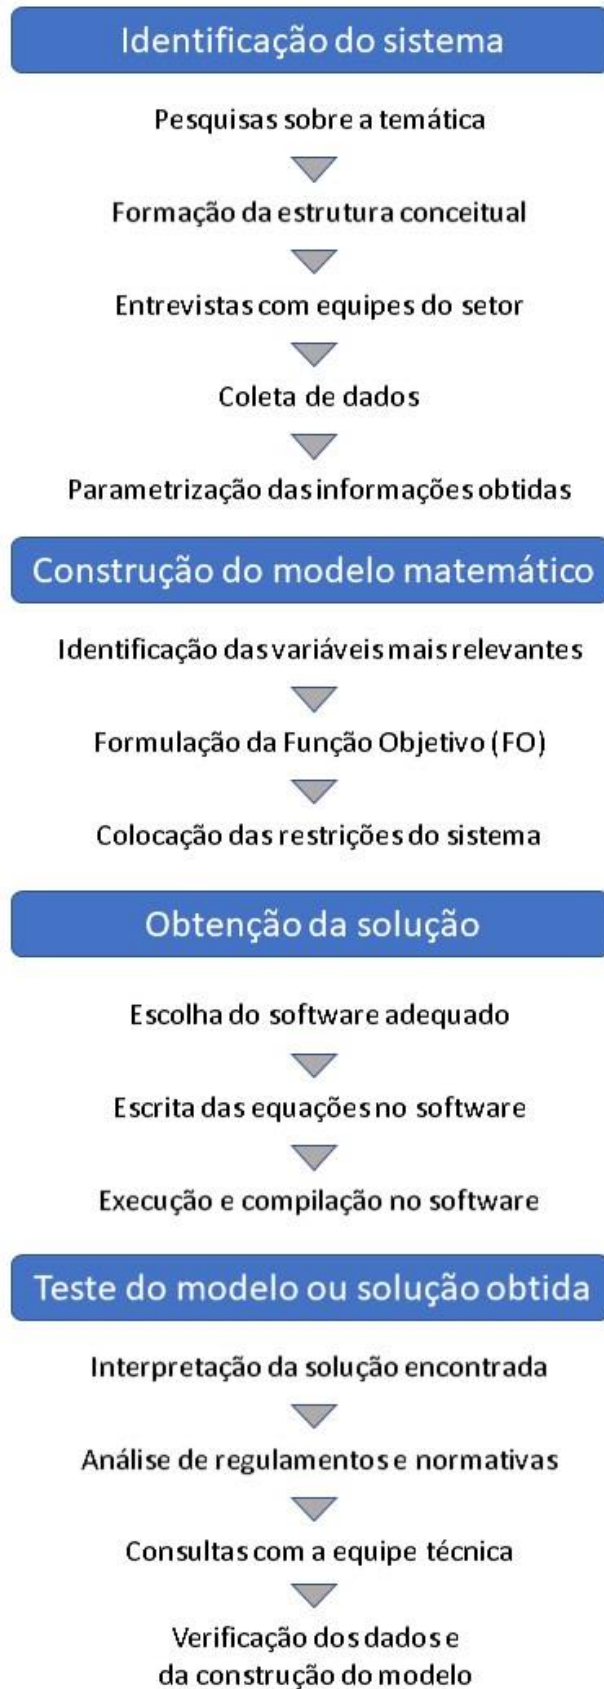 Identificação do sistema
Pesquisas sobre a temática
Formação da estrutura conceitual
Entrevistas com equipes do setor
Coleta de dados
Parametrização das informações obtidas
Construção do modelo matemático
Identificação das variáveis mais relevantes
Formulação da Função Objetivo (FO)
Colocação das restrições do sistema
Obtenção da solução
Escolha do software adequado
Escrita das equações no software
Execução e compilação no software
Teste do modelo ou solução obtida
Interpretação da solução encontrada
Análise de regulamentos e normativas
Consultas com a equipe técnica
Verificação dos dados e
da construção do modelo